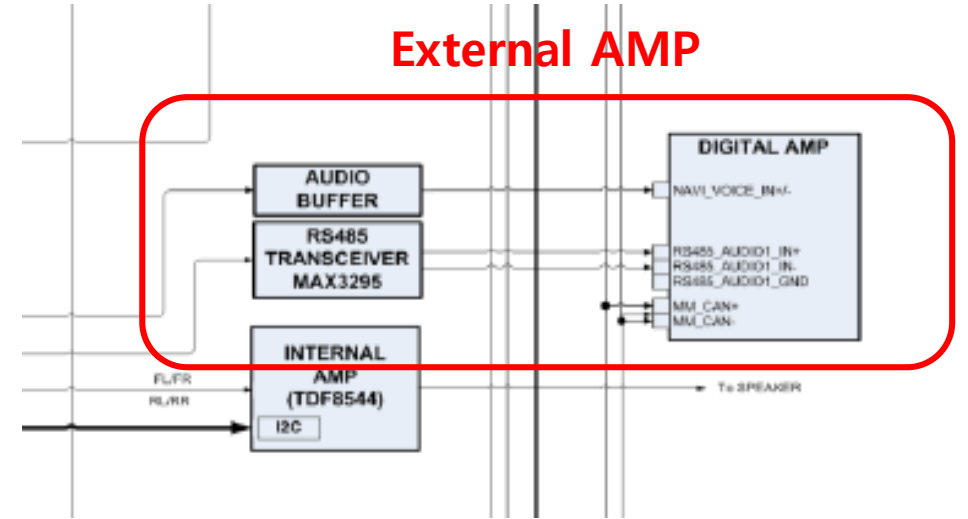 External AMP
DIGITAL AMP
AUDIO
BUFFER
NAVI_VOICE_IN+/-
RS485
TRANSCEIVER
MAX3295
RS485_AUDIO1_IN+
RS485_AUDIO1_IN-
RS485_AUDIO1_GND
MM_CAN+
MM_CAN-
INTERNAL
AMP
(TDF8544)
I2C
FL/FR
RL/RR
To SPEAKER